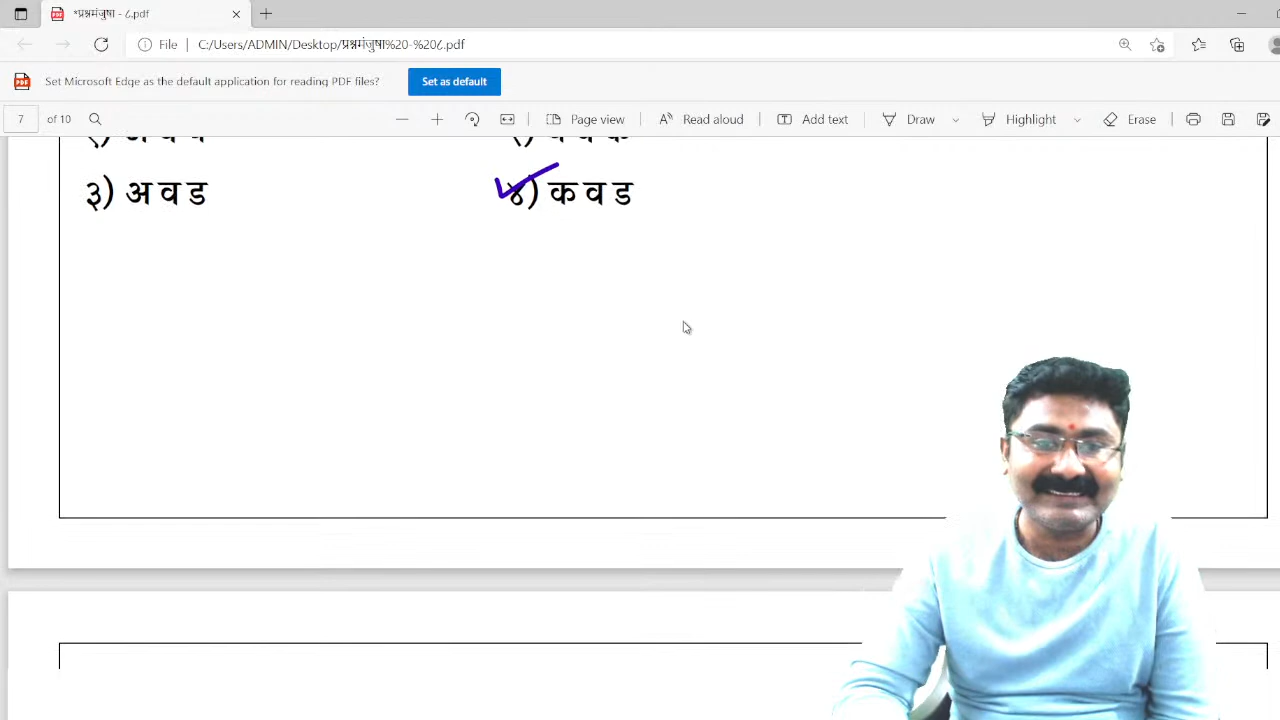 *प्रश्नमंजुषा - ८.pdf
File C:/Users/ADMIN/Desktop/प्रश्नमंजुषा%20-%20८.pdf
Set Microsoft Edge as the default application for reading PDF files? Set as default
7 of 10 Page view Read aloud Add text Draw Highlight Erase
३) अ व ड ४) क व ड